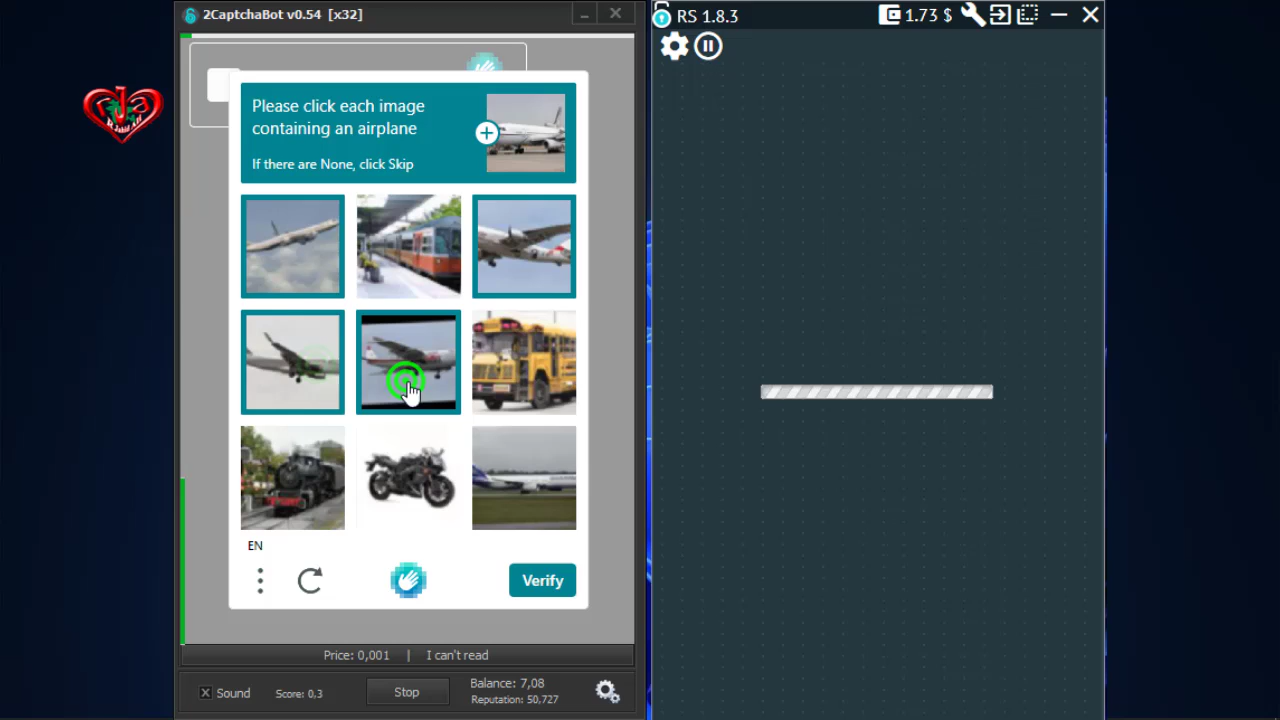 2CaptchaBot v0.54 [x32]
RS 1.8.3
1.73 $
Please click each image
containing an airplane
If there are None, click Skip
EN
Verify
Price: 0,001 | I can't read
Sound
Score: 0,3
Stop
Balance: 7,08
Reputation: 50,727